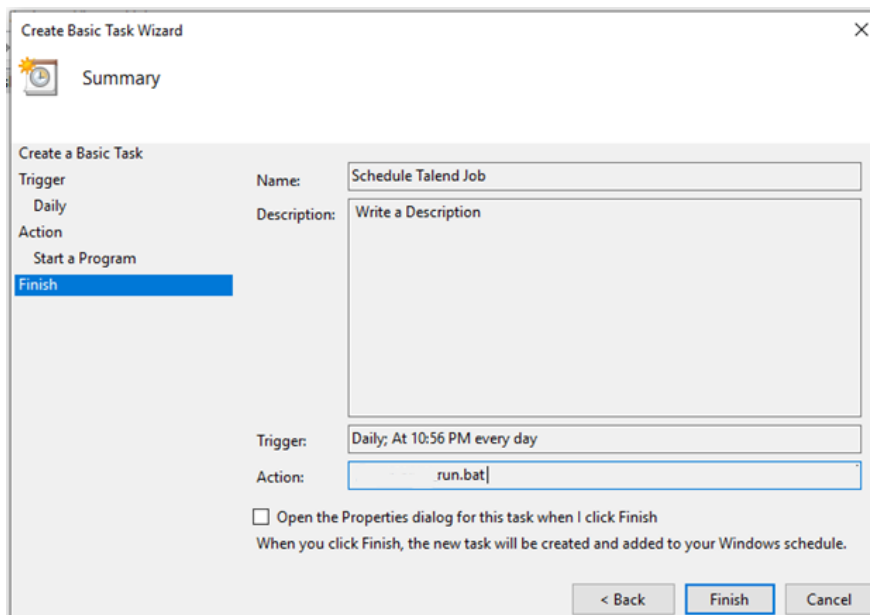 Create Basic Task Wizard
Summary
Create a Basic Task
Trigger
Daily
Action
Start a Program
Finish
Name: Schedule Talend Job
Description: Write a Description
Trigger: Daily; At 10:56 PM every day
Action: _run.bat
Open the Properties dialog for this task when I click Finish
When you click Finish, the new task will be created and added to your Windows schedule.
< Back Finish Cancel